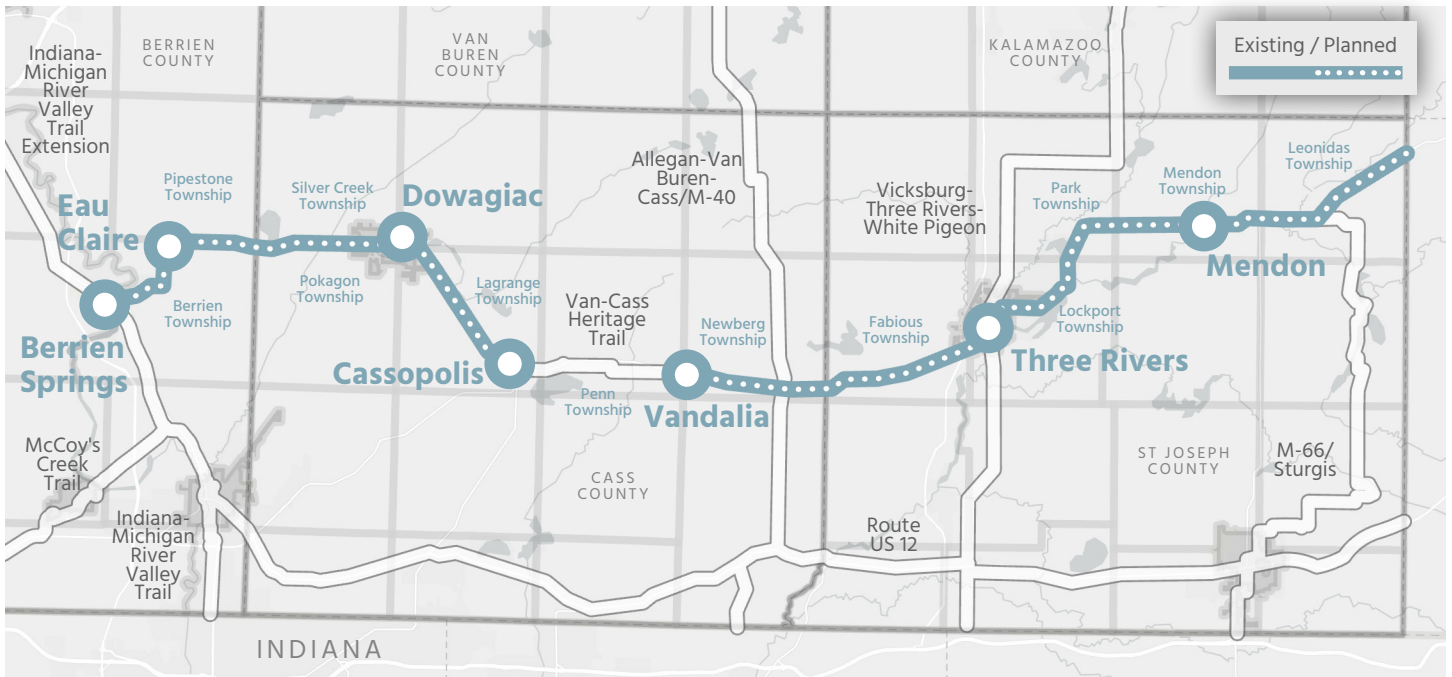 Existing / Planned
Indiana-
Michigan
River
Valley
Trail
Extension
BERRIEN
COUNTY
VAN
BUREN
COUNTY
KALAMAZOO
COUNTY
Pipestone
Township
Silver Creek
Township
Dowagiac
Allegan-Van
Buren-
Cass/M-40
Vicksburg-
Three Rivers-
White Pigeon
Park
Township
Mendon
Township
Leonidas
Township
Eau
Claire
Mendon
Berrien
Township
Pokagon
Township
Lagrange
Township
Van-Cass
Heritage
Trail
Newberg
Township
Fabious
Township
Lockport
Township
Berrien
Springs
Cassopolis
Penn
Township
Vandalia
Three Rivers
McCoy's
Creek
Trail
CASS
COUNTY
ST JOSEPH
COUNTY
M-66/
Sturgis
Indiana-
Michigan
River
Valley
Trail
Route
US 12
INDIANA